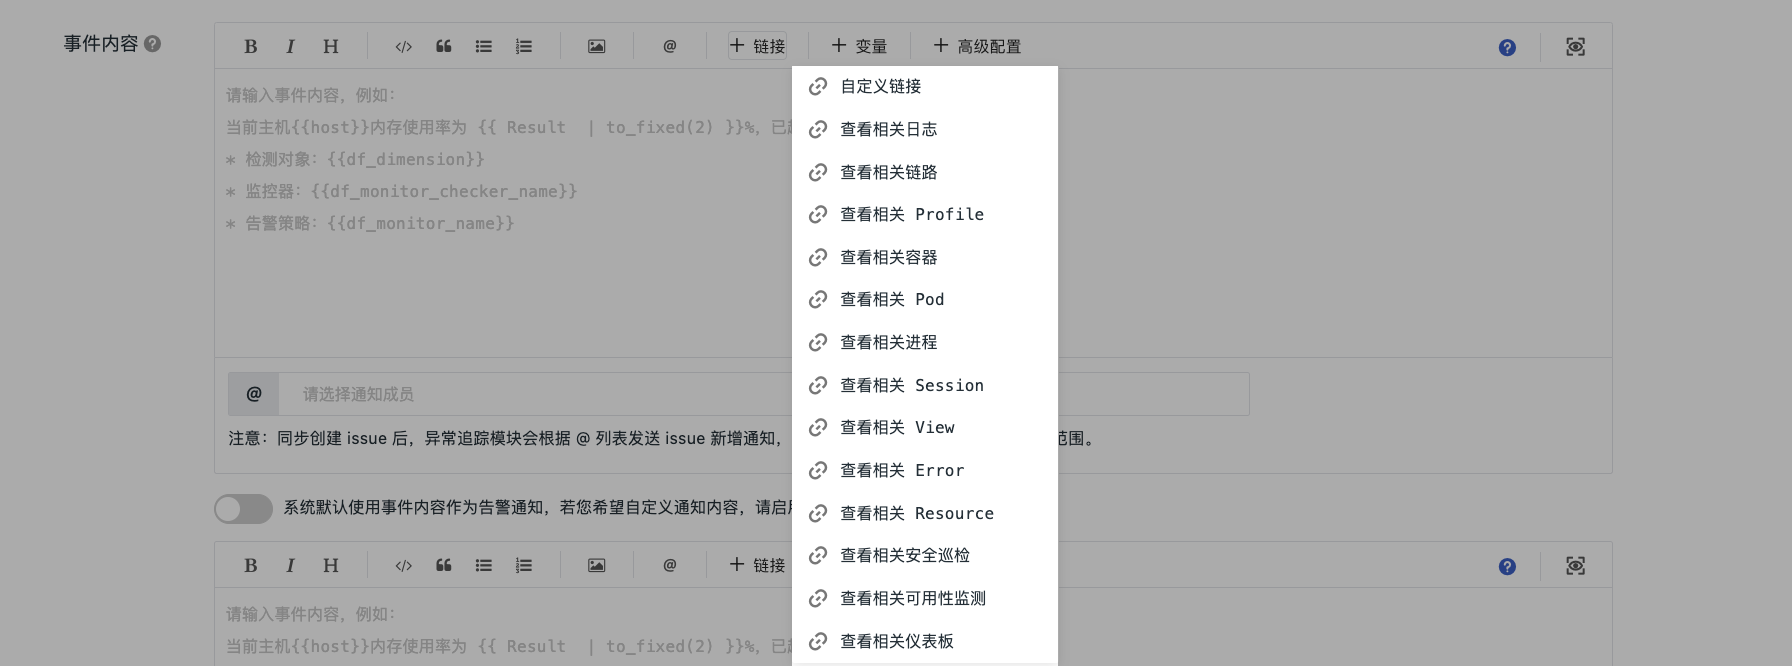 事件内容 ?
B I H </> @ + 链接 + 变量 + 高级配置 ?
请输入事件内容，例如：
当前主机{{host}}内存使用率为 {{ Result | to_fixed(2) }}%，已
* 检测对象：{{df_dimension}}
* 监控器：{{df_monitor_checker_name}}
* 告警策略：{{df_monitor_name}}
自定义链接
查看相关日志
查看相关链路
查看相关 Profile
查看相关容器
查看相关 Pod
查看相关进程
查看相关 Session
查看相关 View
查看相关 Error
查看相关 Resource
查看相关安全巡检
查看相关可用性监测
查看相关仪表板
@ 请选择通知成员
注意：同步创建 issue 后，异常追踪模块会根据 @ 列表发送 issue 新增通知，
范围。
系统默认使用事件内容作为告警通知，若您希望自定义通知内容，请启
B I H </> @ + 链接 ?
请输入事件内容，例如：
当前主机{{host}}内存使用率为 {{ Result | to_fixed(2) }}%，已